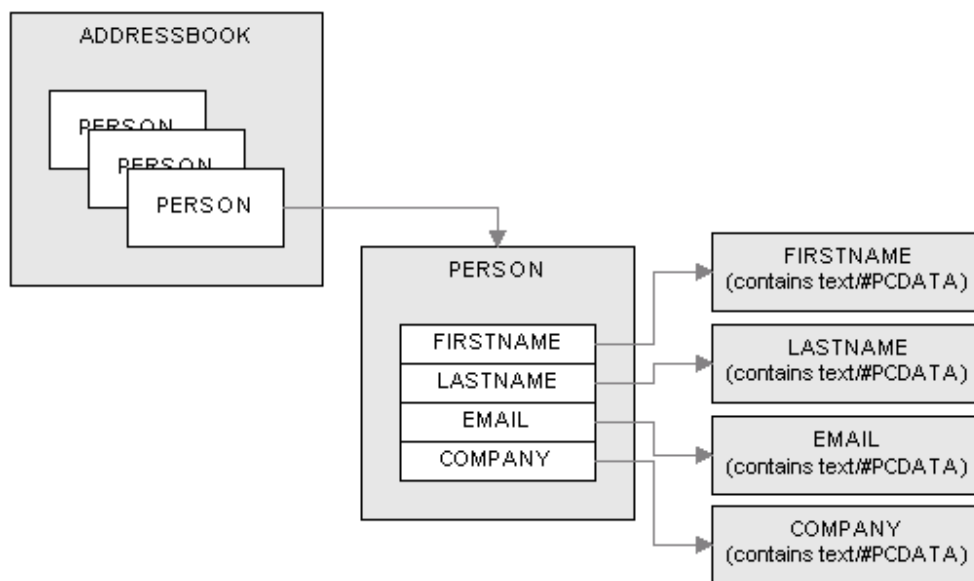 ADDRESSBOOK
PERSON
PERSON
PERSON
PERSON
FIRSTNAME
LASTNAME
EMAIL
COMPANY
FIRSTNAME
(contains text/#PCDATA)
LASTNAME
(contains text/#PCDATA)
EMAIL
(contains text/#PCDATA)
COMPANY
(contains text/#PCDATA)